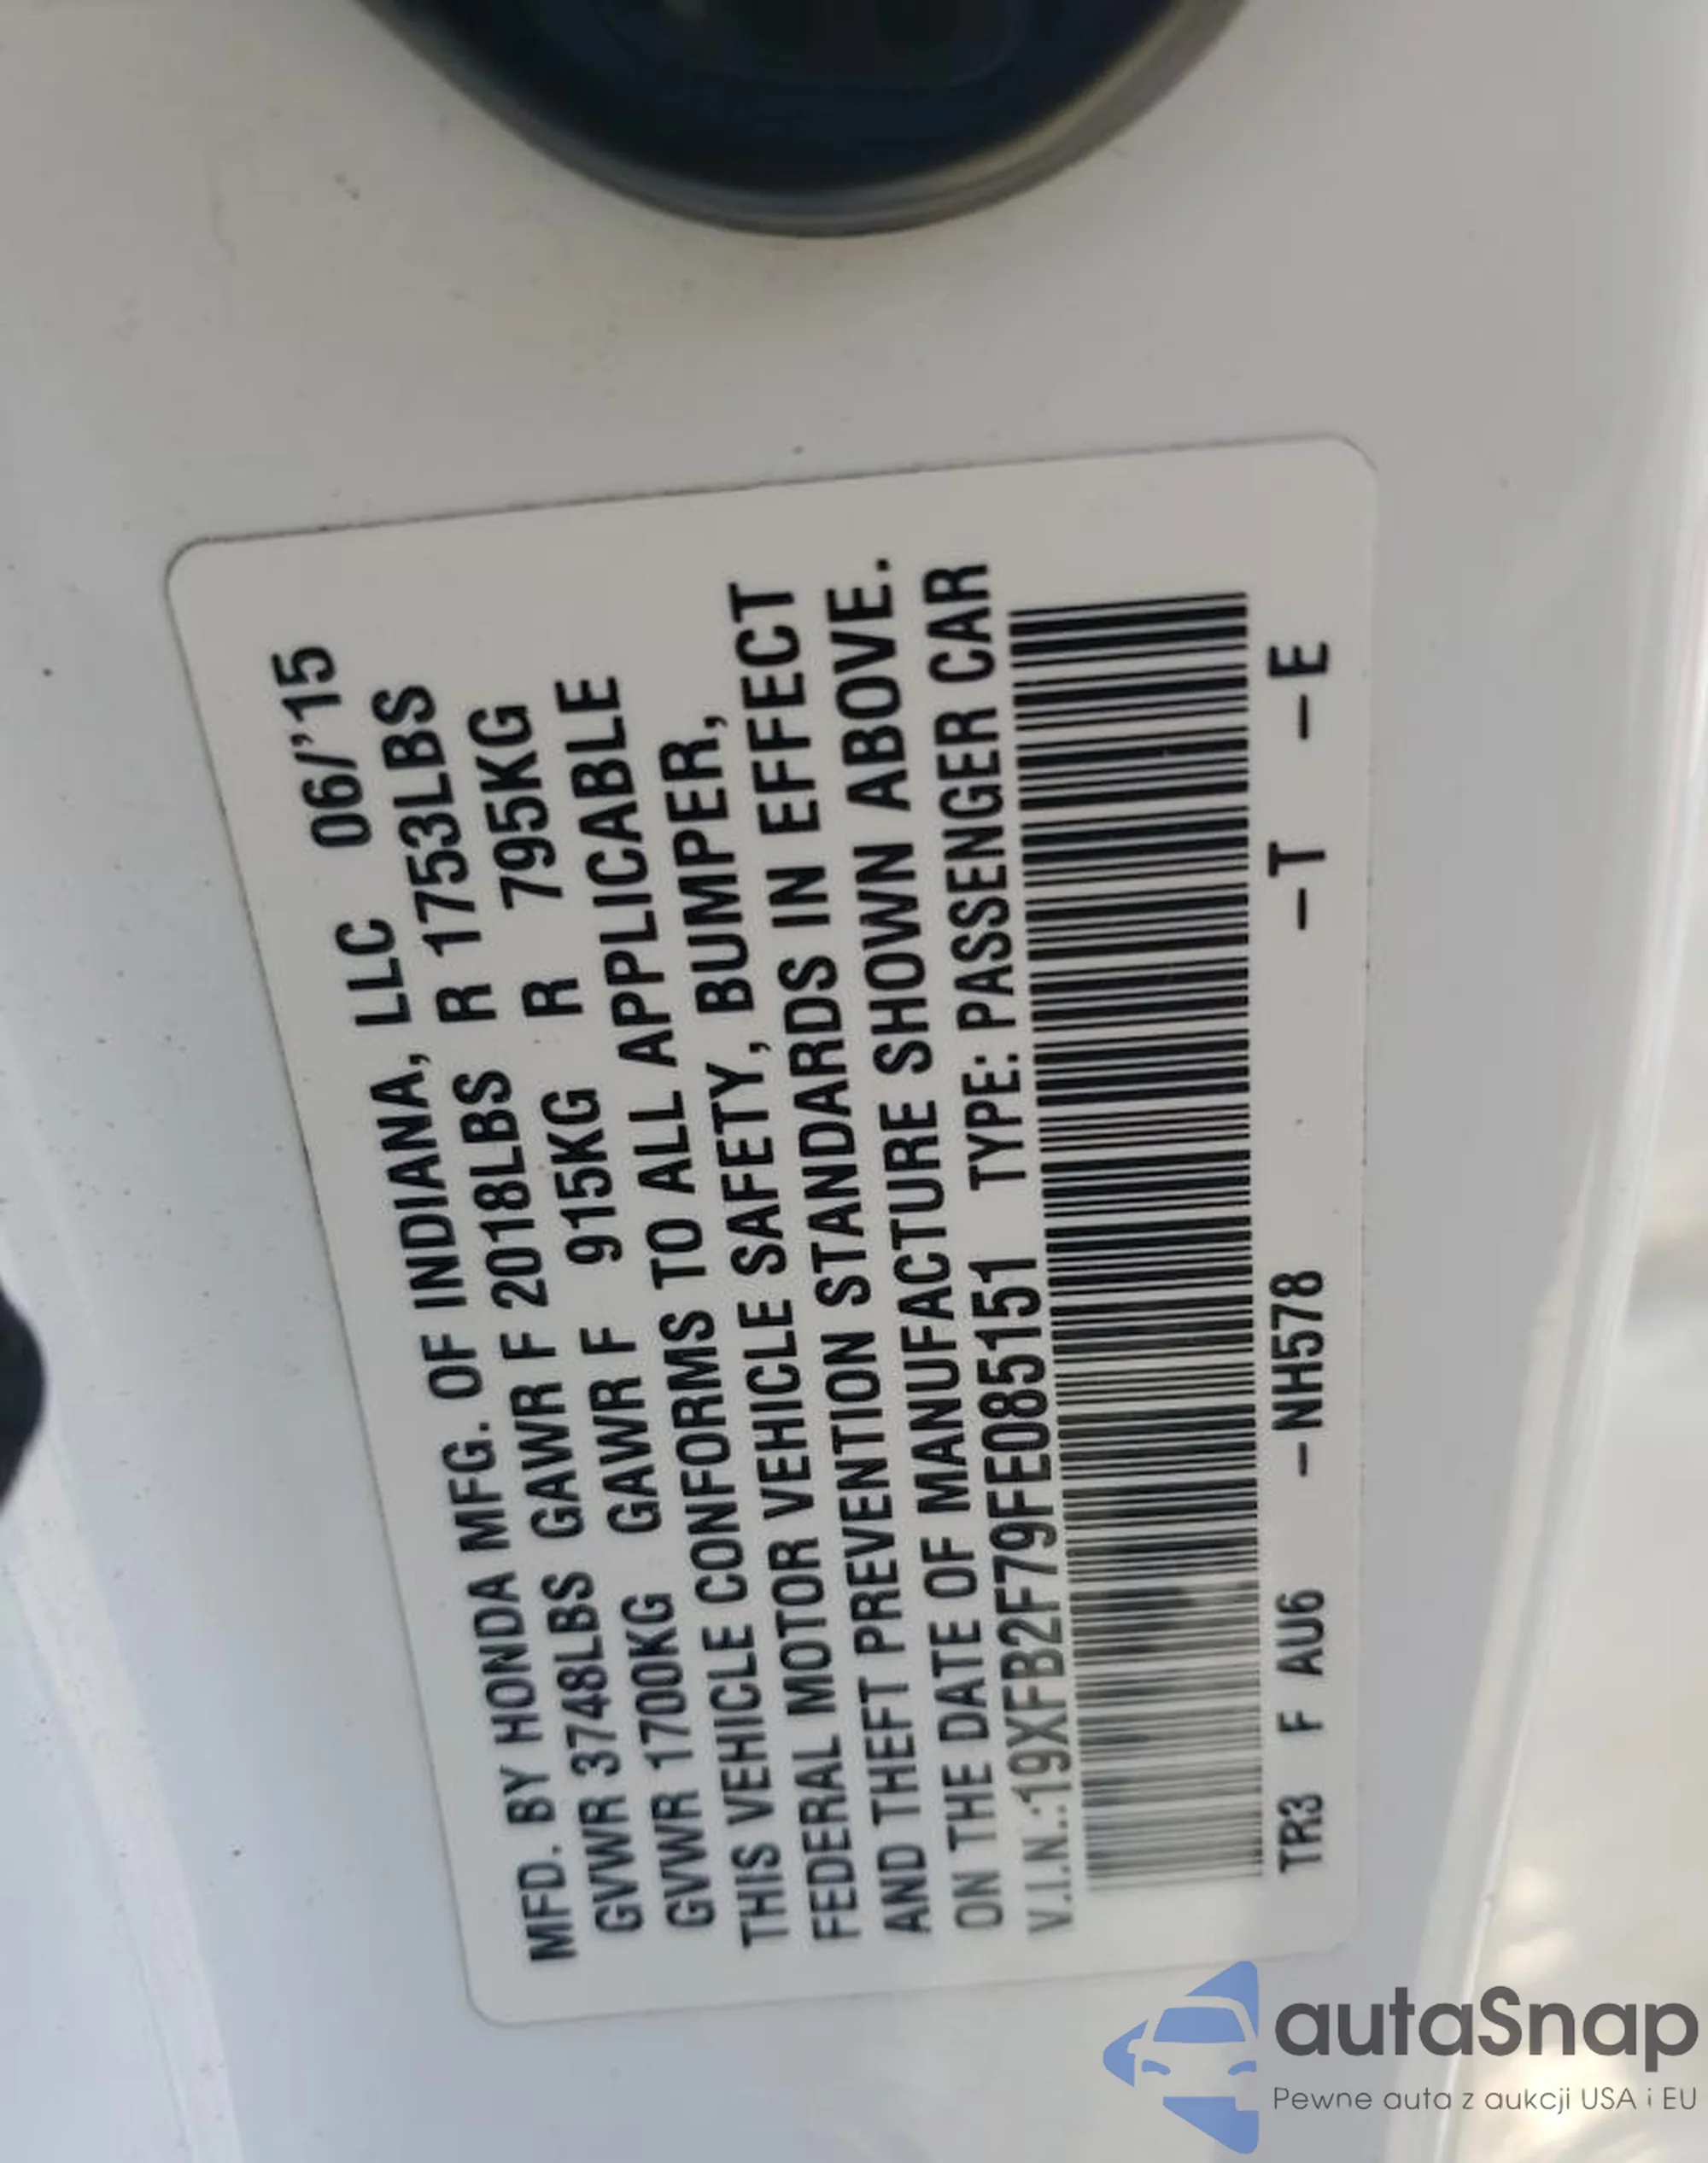 MFD. BY HONDA MFG. OF INDIANA, LLC 06/'15
GVWR 3748LBS GAWR F 2018LBS R 1753LBS
GVWR 1700KG GAWR F 915KG R 795KG
THIS VEHICLE CONFORMS TO ALL APPLICABLE
FEDERAL MOTOR VEHICLE SAFETY, BUMPER,
AND THEFT PREVENTION STANDARDS IN EFFECT
ON THE DATE OF MANUFACTURE SHOWN ABOVE.
V.I.N.:19XFB2F79FE085151 TYPE: PASSENGER CAR
TR3 F AU6 –NH578 –T –E
autaSnap
Pewne auta z aukcji USA i EU